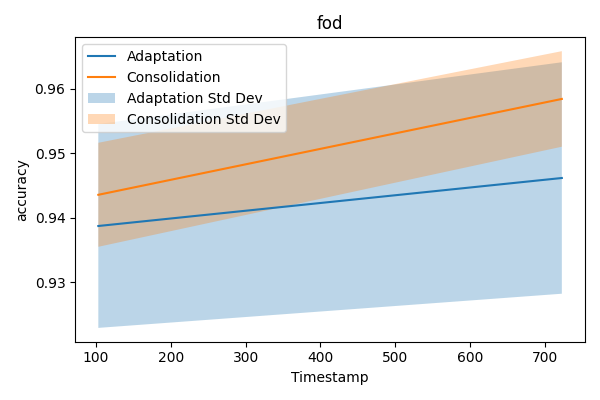 fod
Adaptation
Consolidation
Adaptation Std Dev
Consolidation Std Dev
accuracy
0.96
0.95
0.94
0.93
100 200 300 400 500 600 700
Timestamp